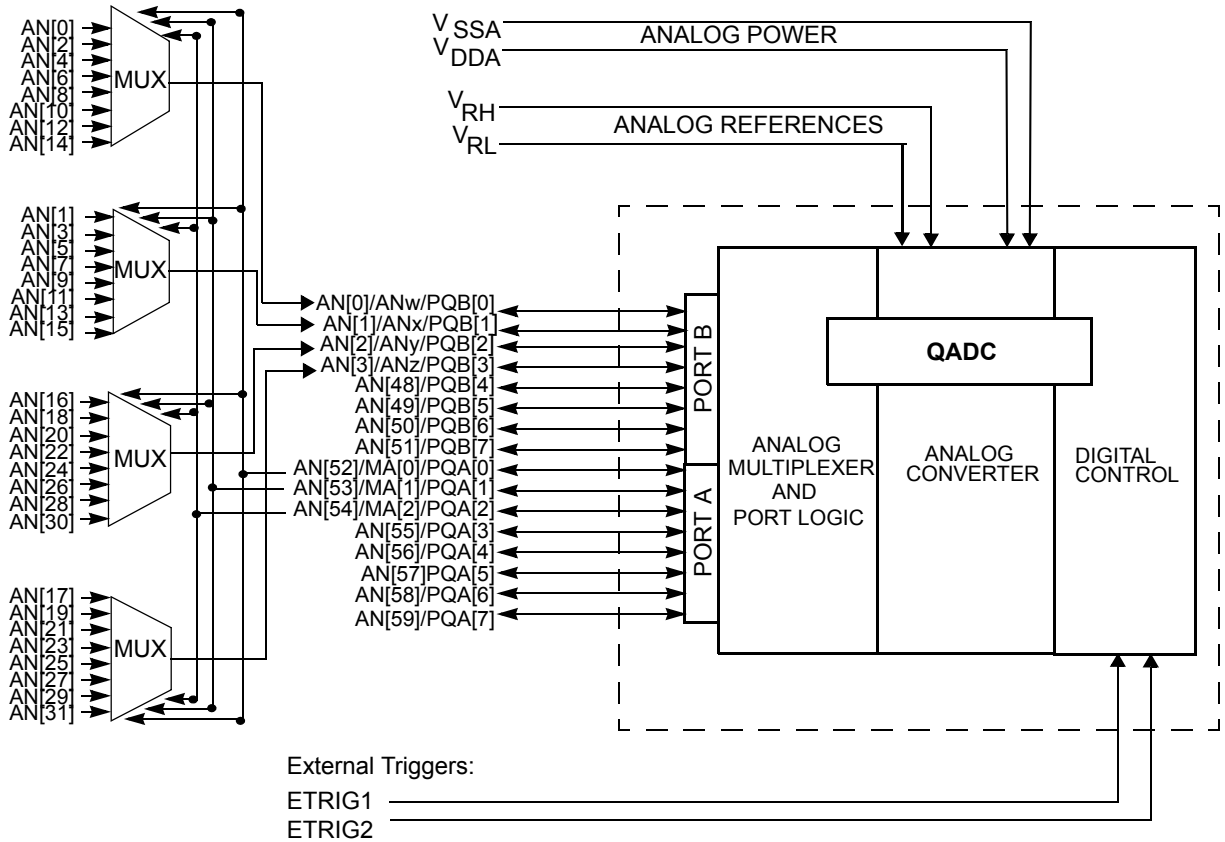 AN[0]
AN[2]
AN[4]
AN[6]
AN[8]
AN[10]
AN[12]
AN[14]
MUX
AN[1]
AN[3]
AN[5]
AN[7]
AN[9]
AN[11]
AN[13]
AN[15]
MUX
AN[16]
AN[18]
AN[20]
AN[22]
AN[24]
AN[26]
AN[28]
AN[30]
MUX
AN[17]
AN[19]
AN[21]
AN[23]
AN[25]
AN[27]
AN[29]
AN[31]
MUX
VSSA
VDDA
ANALOG POWER
VRH
VRL
ANALOG REFERENCES
AN[0]/ANw/PQB[0]
AN[1]/ANx/PQB[1]
AN[2]/ANy/PQB[2]
AN[3]/ANz/PQB[3]
AN[48]/PQB[4]
AN[49]/PQB[5]
AN[50]/PQB[6]
AN[51]/PQB[7]
AN[52]/MA[0]/PQA[0]
AN[53]/MA[1]/PQA[1]
AN[54]/MA[2]/PQA[2]
AN[55]/PQA[3]
AN[56]/PQA[4]
AN[57]PQA[5]
AN[58]/PQA[6]
AN[59]/PQA[7]
PORT B
PORT A
QADC
ANALOG
MULTIPLEXER
AND
PORT LOGIC
ANALOG
CONVERTER
DIGITAL
CONTROL
External Triggers:
ETRIG1
ETRIG2